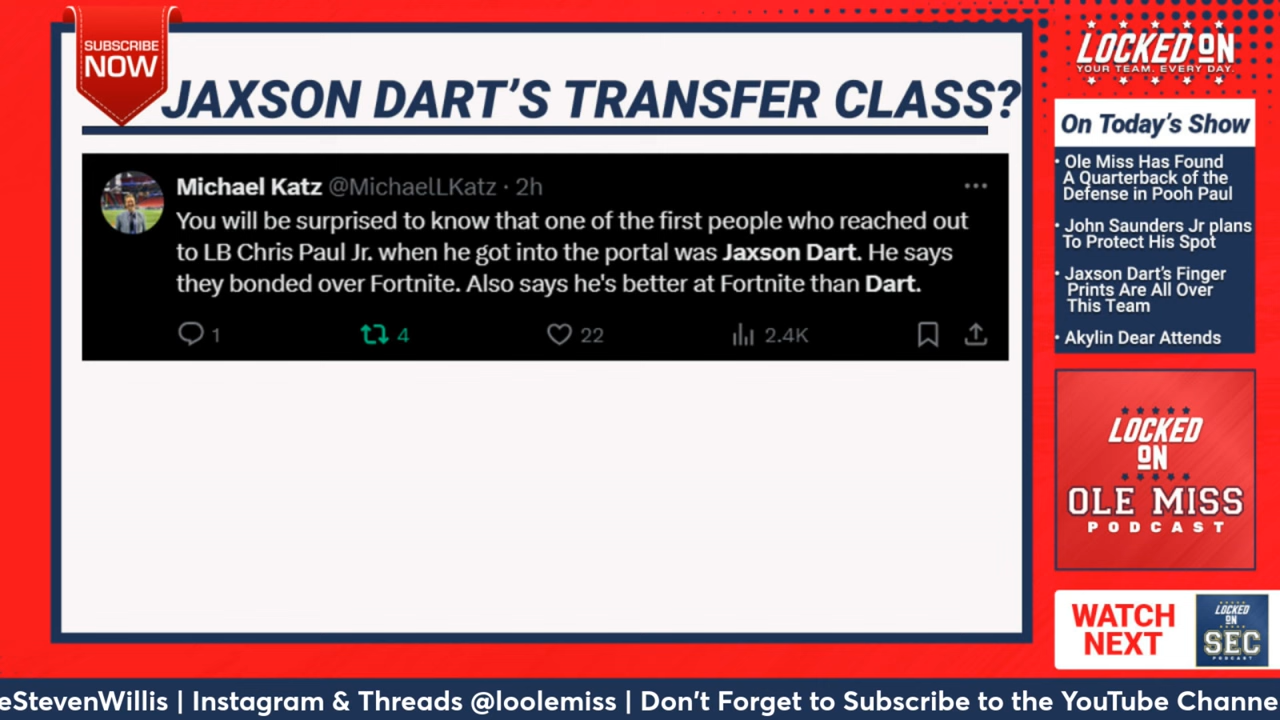 SUBSCRIBE
NOW
JAXSON DART'S TRANSFER CLASS?
Michael Katz @MichaelLKatz · 2h
You will be surprised to know that one of the first people who reached out
to LB Chris Paul Jr. when he got into the portal was Jaxson Dart. He says
they bonded over Fortnite. Also says he's better at Fortnite than Dart.
1 4 22 2.4K
LOCKED ON
YOUR TEAM. EVERY DAY.
On Today's Show
• Ole Miss Has Found
A Quarterback of the
Defense in Pooh Paul
• John Saunders Jr plans
To Protect His Spot
• Jaxson Dart's Finger
Prints Are All Over
This Team
• Akylin Dear Attends
LOCKED
ON
OLE MISS
PODCAST
WATCH
NEXT
LOCKED
ON
SEC
PODCAST
eStevenWillis | Instagram & Threads @loolemiss | Don't Forget to Subscribe to the YouTube Channe